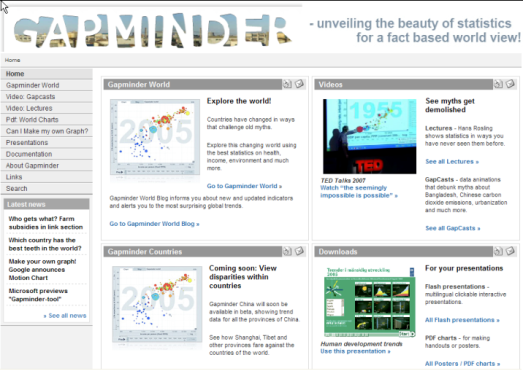 GAPMINDER
- unveiling the beauty of statistics
for a fact based world view!
Home
Home
Gapminder World
Video: Gapcasts
Video: Lectures
Pdf: World Charts
Can I Make my own Graph?
Presentations
Documentation
About Gapminder
Links
Search
Latest news
Who gets what? Farm
subsidies in link section
Which country has the
best teeth in the world?
Make your own graph!
Google announces
Motion Chart
Microsoft previews
"Gapminder-tool"
» See all news
Gapminder World
2005
Explore the world!
Countries have changed in ways
that challenge old myths.
Explore this changing world using
the best statistics on health,
income, environment and much
more.
Go to Gapminder World »
Gapminder World Blog informs you about new and updated indicators
and alerts you to the most surprising global trends.
Go to Gapminder World Blog »
Videos
1955
TED
TED Talks 2007
Watch "the seemingly
impossible is possible" »
See myths get
demolished
Lectures - Hans Rosling
shows statistics in ways you
have never seen them before.
See all Lectures »
GapCasts - data animations
that debunk myths about
Bangladesh, Chinese carbon
dioxide emissions, urbanization
and much more.
See all GapCasts »
Gapminder Countries
2005
Coming soon: View
disparities within
countries
Gapminder China will soon be
available in beta, showing trend
data for all the provinces of China.
See how Shanghai, Tibet and
other provinces fare against the
countries of the world.
Downloads
Human development trends
Use this presentation »
For your presentations
Flash presentations -
multilingual clickable interactive
presentations.
All Flash presentations »
PDF charts - for making
handouts or posters.
All Posters / PDF charts »